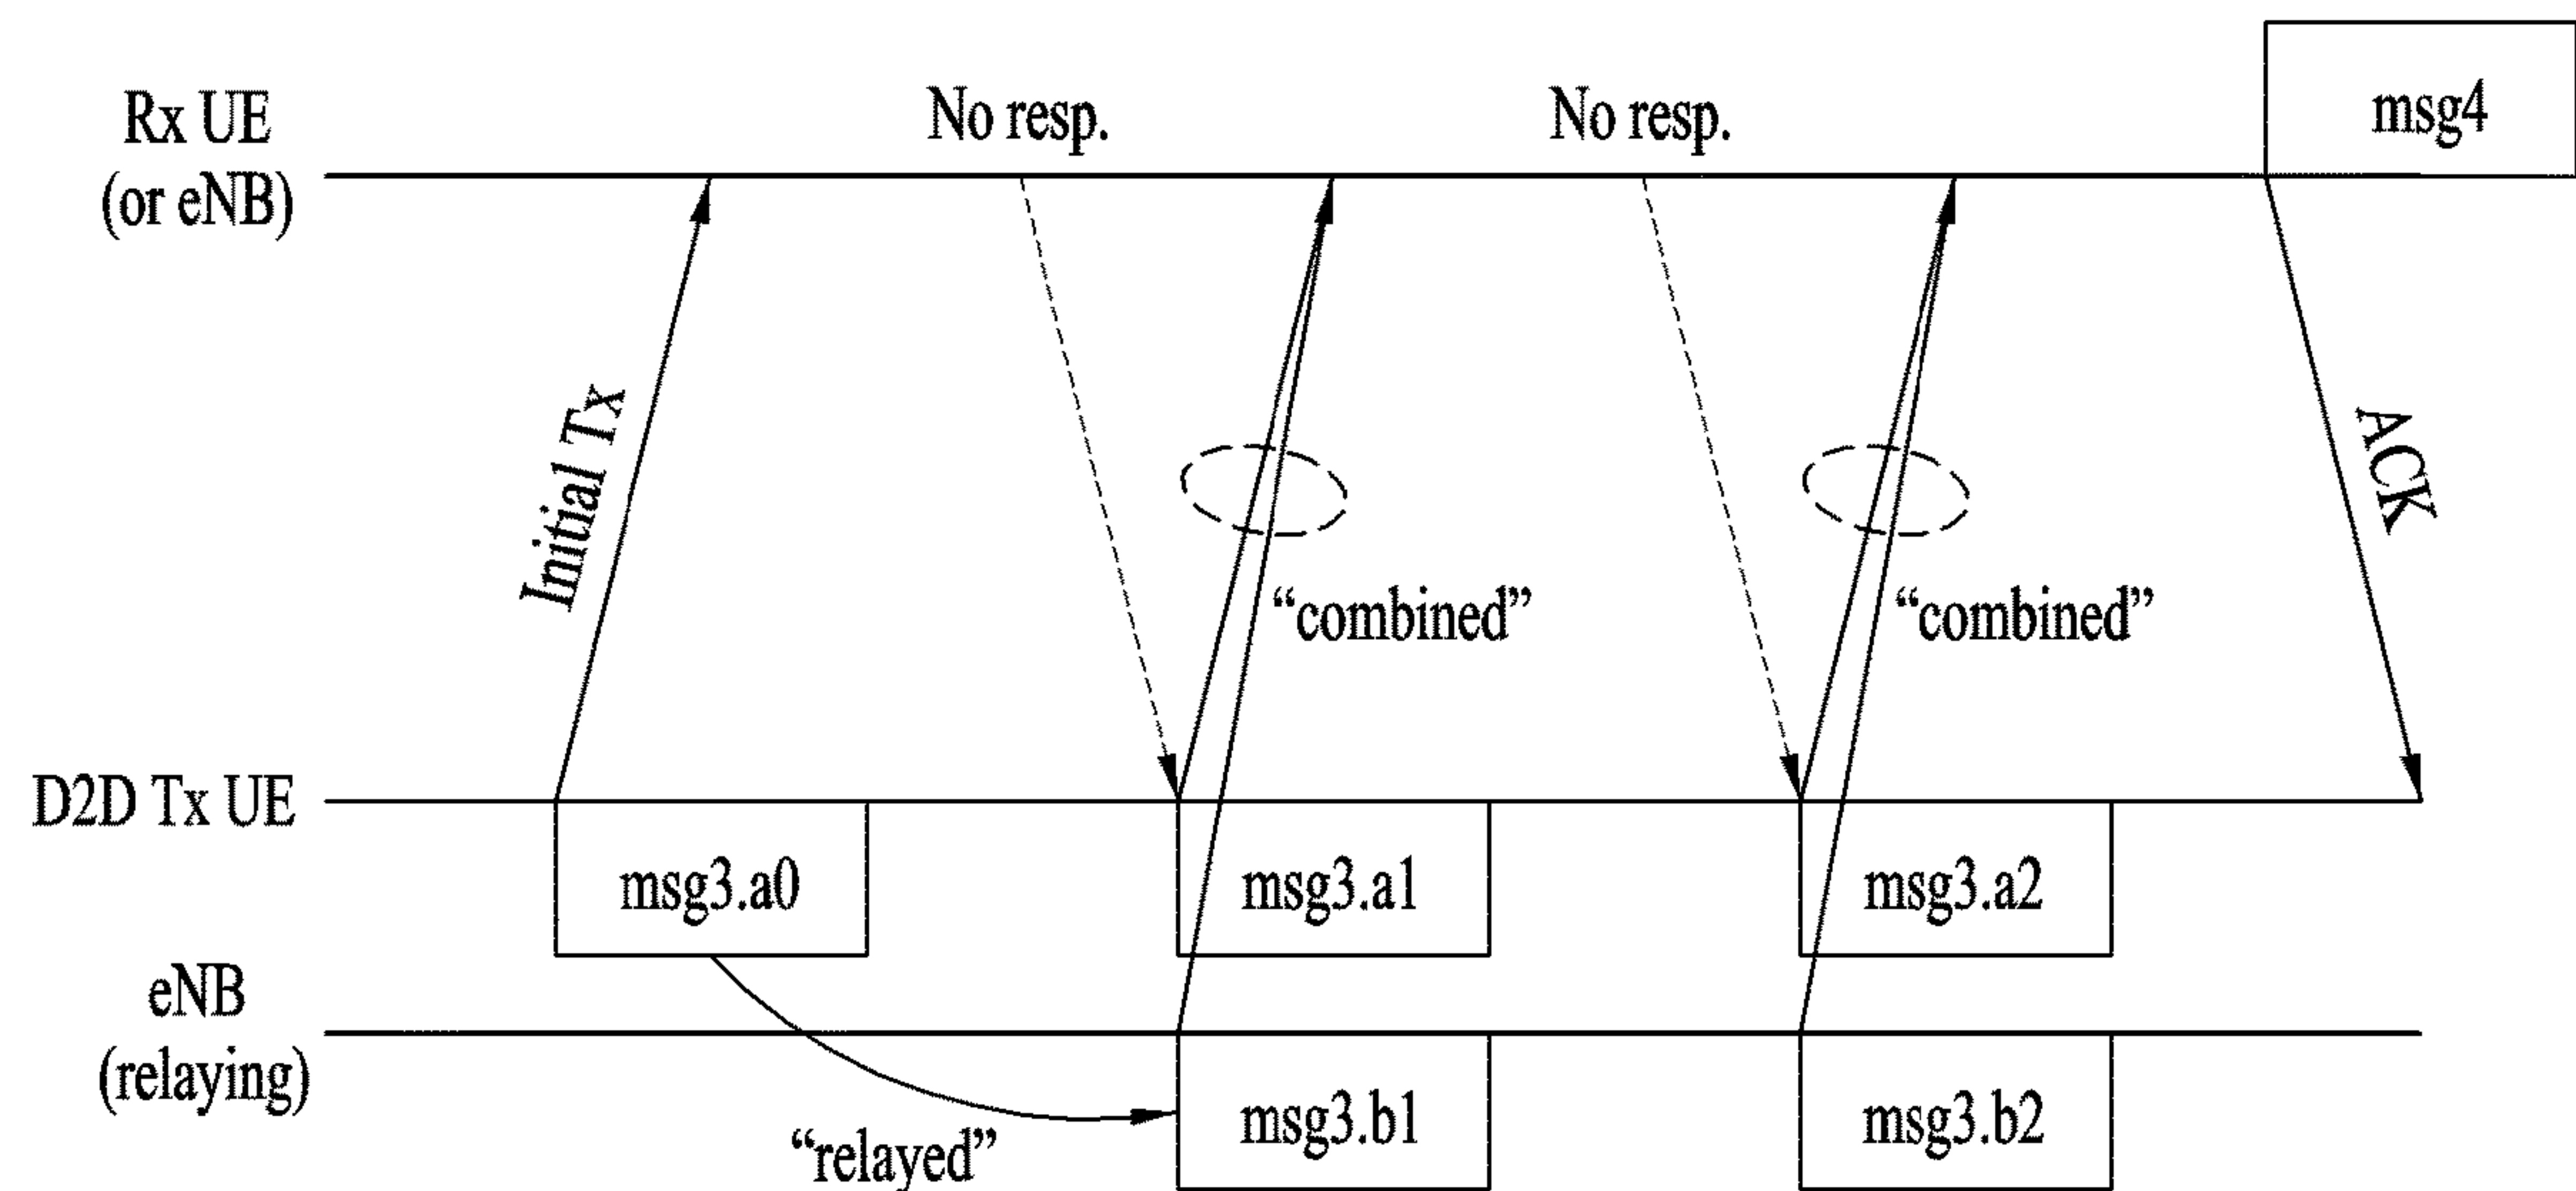 Rx UE
(or eNB)
No resp.
No resp.
msg4
Initial Tx
"combined"
"combined"
ACK
D2D Tx UE
msg3.a0
msg3.a1
msg3.a2
eNB
(relaying)
"relayed"
msg3.b1
msg3.b2